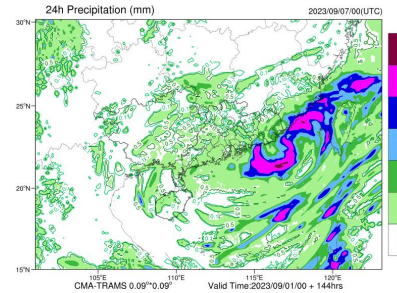 24h Precipitation (mm)
2023/09/07/00(UTC)
30°N
25°N
20°N
15°N
105°E
110°E
115°E
120°E
CMA-TRAMS 0.09°*0.09°
Valid Time:2023/09/01/00 + 144hrs